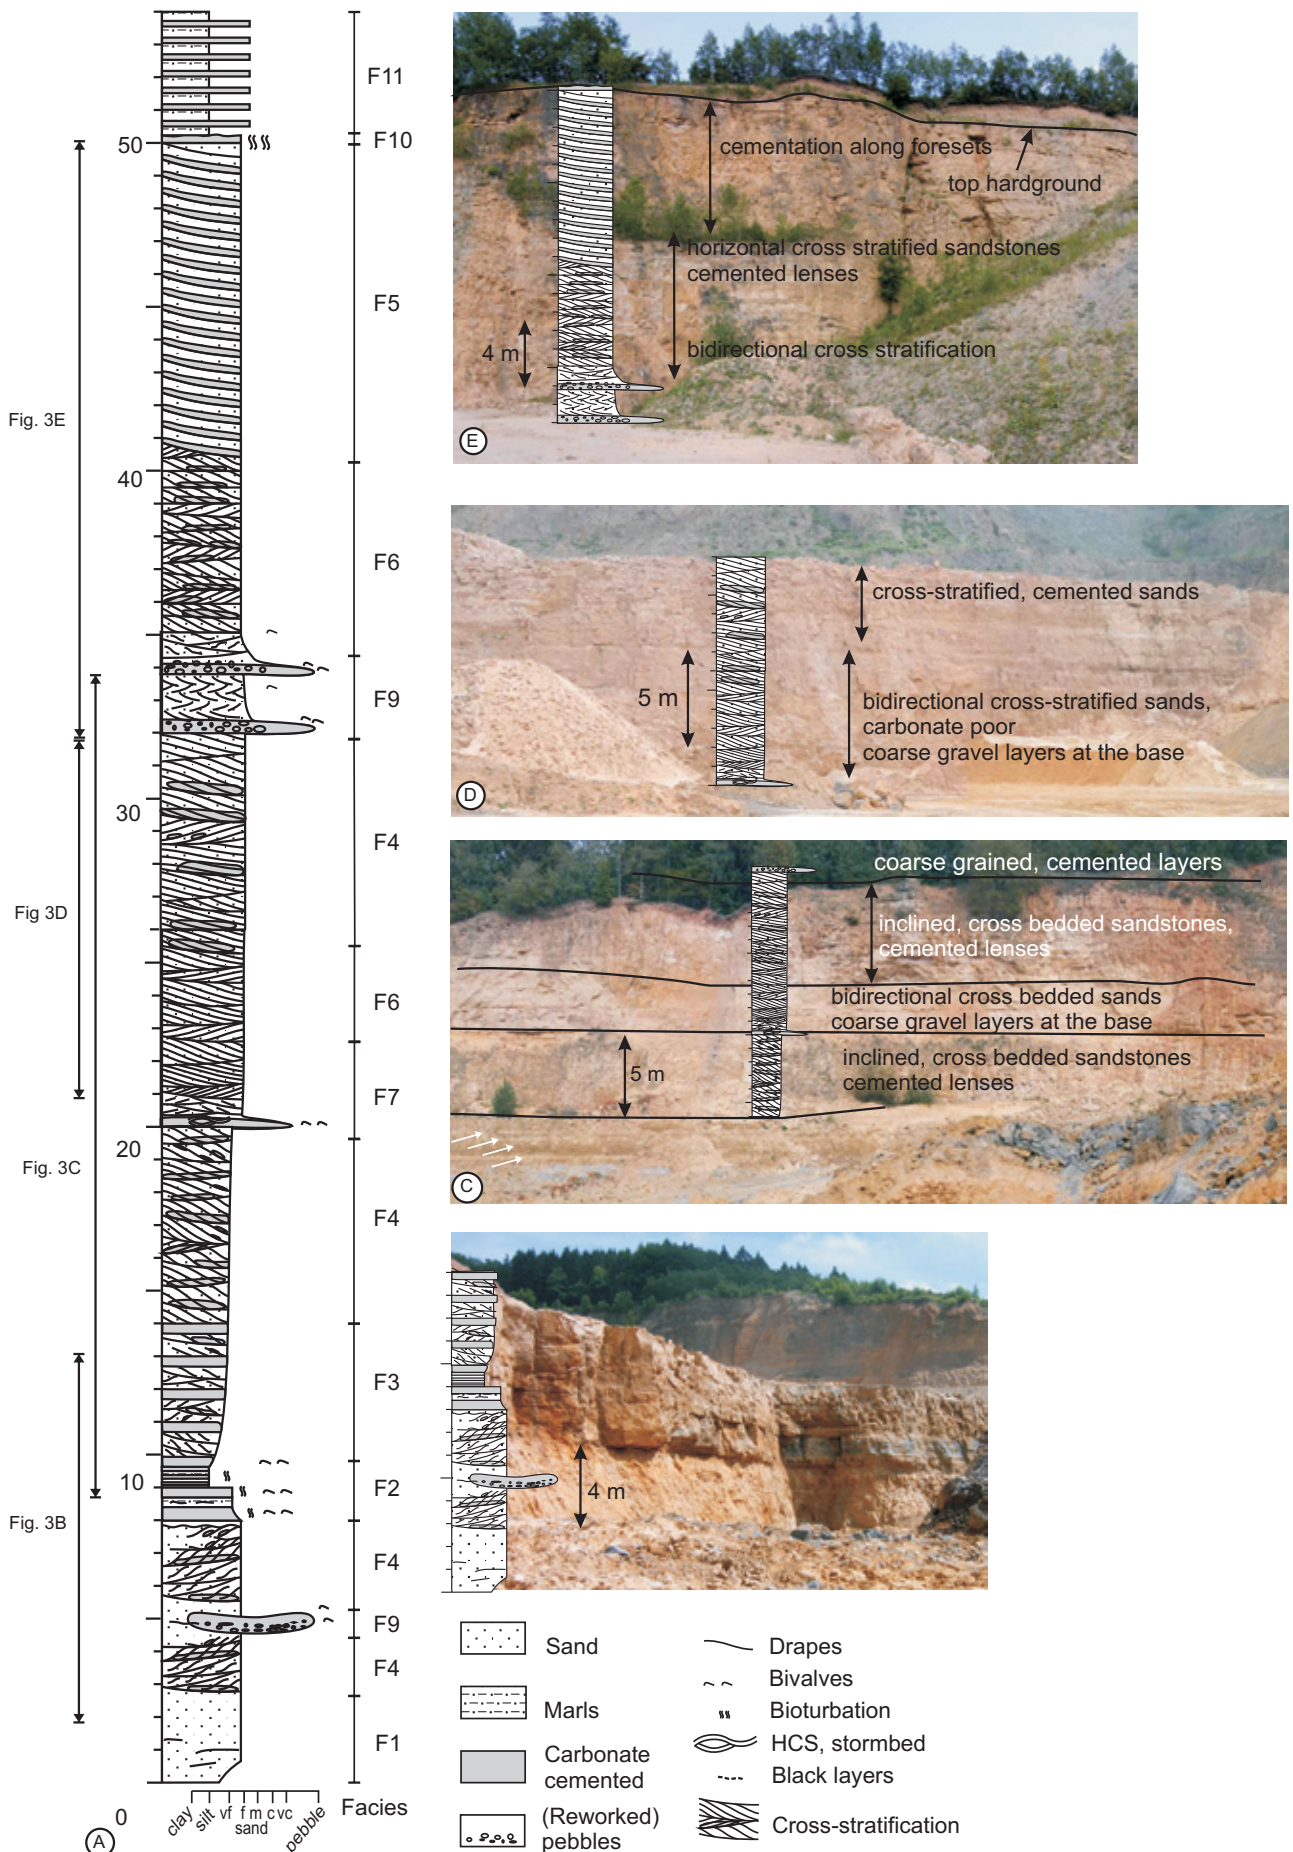 F11
50
F10
F5
Fig. 3E
40
F6
F9
30
F4
Fig 3D
F6
F7
20
Fig. 3C
F4
F3
10
F2
Fig. 3B
F4
F9
F4
F1
0
clay
silt
vf
f
m
c
vc
sand
pebble
Facies
A
cementation along foresets
top hardground
horizontal cross stratified sandstones
cemented lenses
4 m
bidirectional cross stratification
E
cross-stratified, cemented sands
5 m
bidirectional cross-stratified sands,
carbonate poor
coarse gravel layers at the base
D
coarse grained, cemented layers
inclined, cross bedded sandstones,
cemented lenses
bidirectional cross bedded sands
coarse gravel layers at the base
inclined, cross bedded sandstones
cemented lenses
5 m
C
4 m
Sand
Marls
Carbonate
cemented
(Reworked)
pebbles
Drapes
Bivalves
Bioturbation
HCS, stormbed
Black layers
Cross-stratification